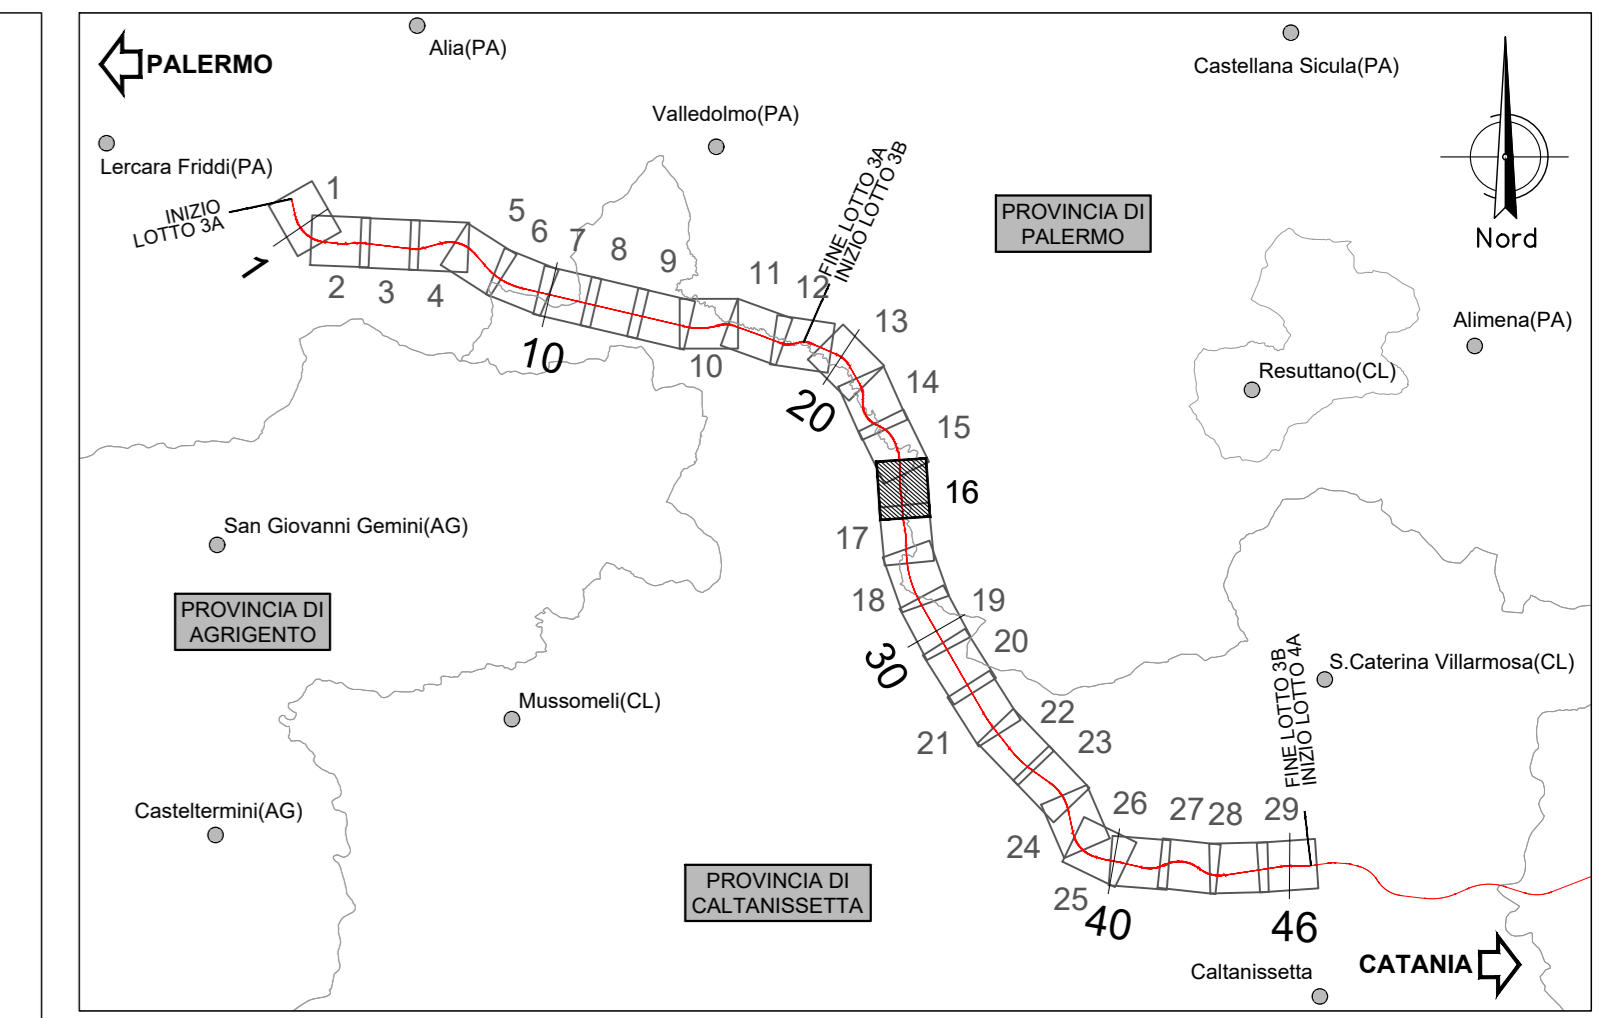 Alia(PA)
PALERMO
Castellana Sicula(PA)
Valledolmo(PA)
Lercara Friddi(PA)
INIZIO
LOTTO 3A
FINE LOTTO 3A
INIZIO LOTTO 3B
PROVINCIA DI
PALERMO
Nord
1
1
2
3
4
5
6
7
8
9
10
10
11
12
13
20
14
15
16
17
18
19
20
30
21
22
23
24
25
26
27
28
29
40
46
Alimena(PA)
Resuttano(CL)
San Giovanni Gemini(AG)
PROVINCIA DI
AGRIGENTO
S.Caterina Villarmosa(CL)
FINE LOTTO 3B
INIZIO LOTTO 4A
Mussomeli(CL)
Casteltermini(AG)
PROVINCIA DI
CALTANISSETTA
Caltanissetta
CATANIA